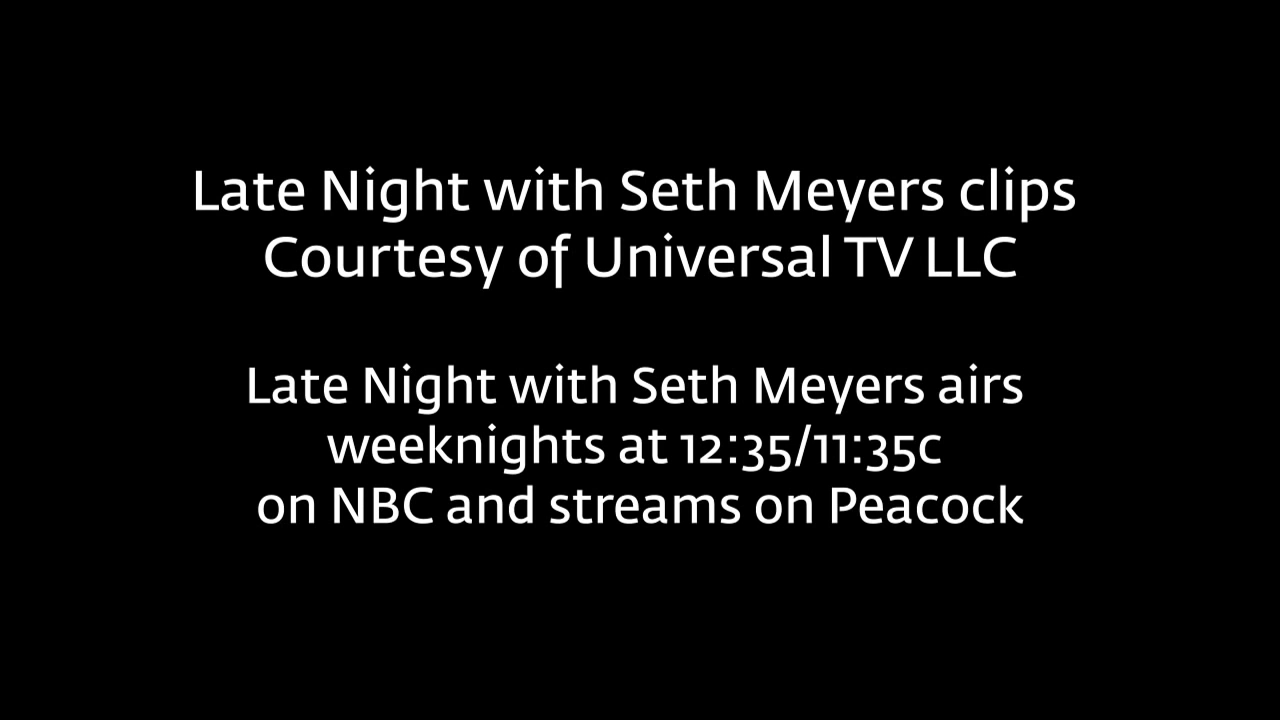 Late Night with Seth Meyers clips
Courtesy of Universal TV LLC
Late Night with Seth Meyers airs
weeknights at 12:35/11:35c
on NBC and streams on Peacock